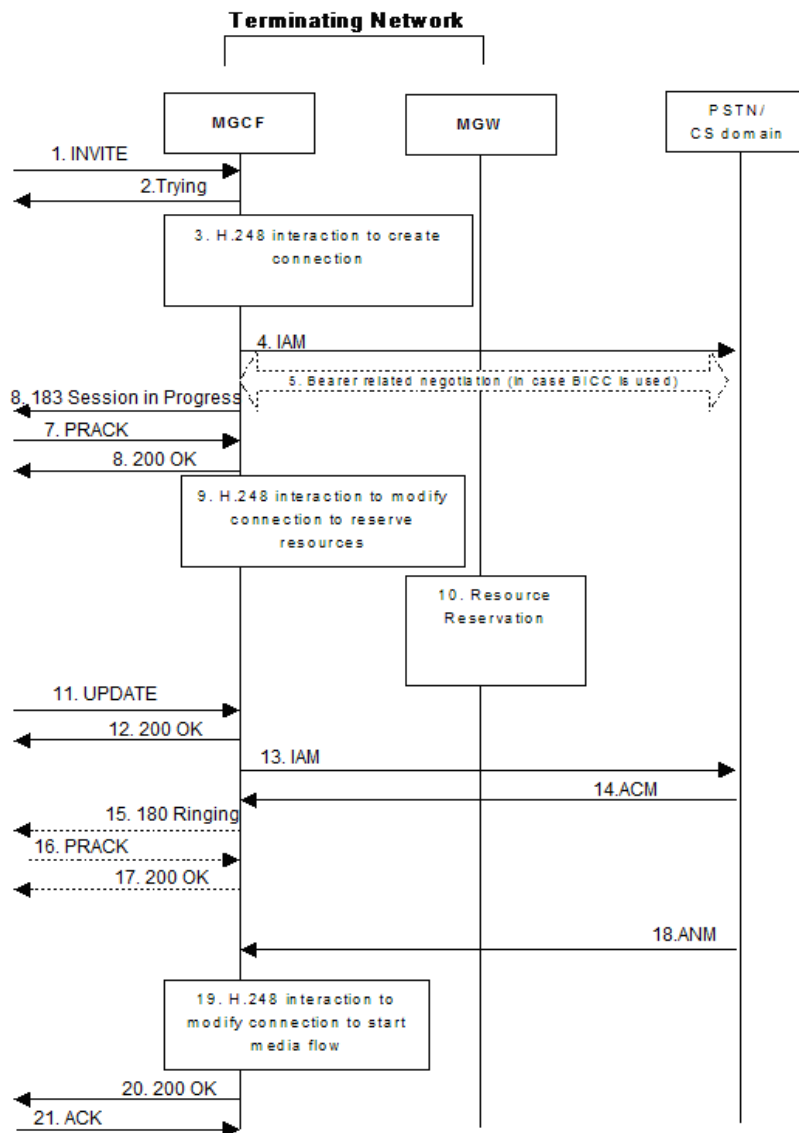 Terminating Network
MGCF
MGW
PSTN/
CS domain
1. INVITE
2.Trying
3. H.248 interaction to create
connection
4. IAM
5. Bearer related negotiation (in case BICC is used)
8. 183 Session in Progress
7. PRACK
8. 200 OK
9. H.248 interaction to modify
connection to reserve
resources
10. Resource
Reservation
11. UPDATE
12. 200 OK
13. IAM
14.ACM
15. 180 Ringing
16. PRACK
17. 200 OK
18.ANM
19. H.248 interaction to
modify connection to start
media flow
20. 200 OK
21. ACK